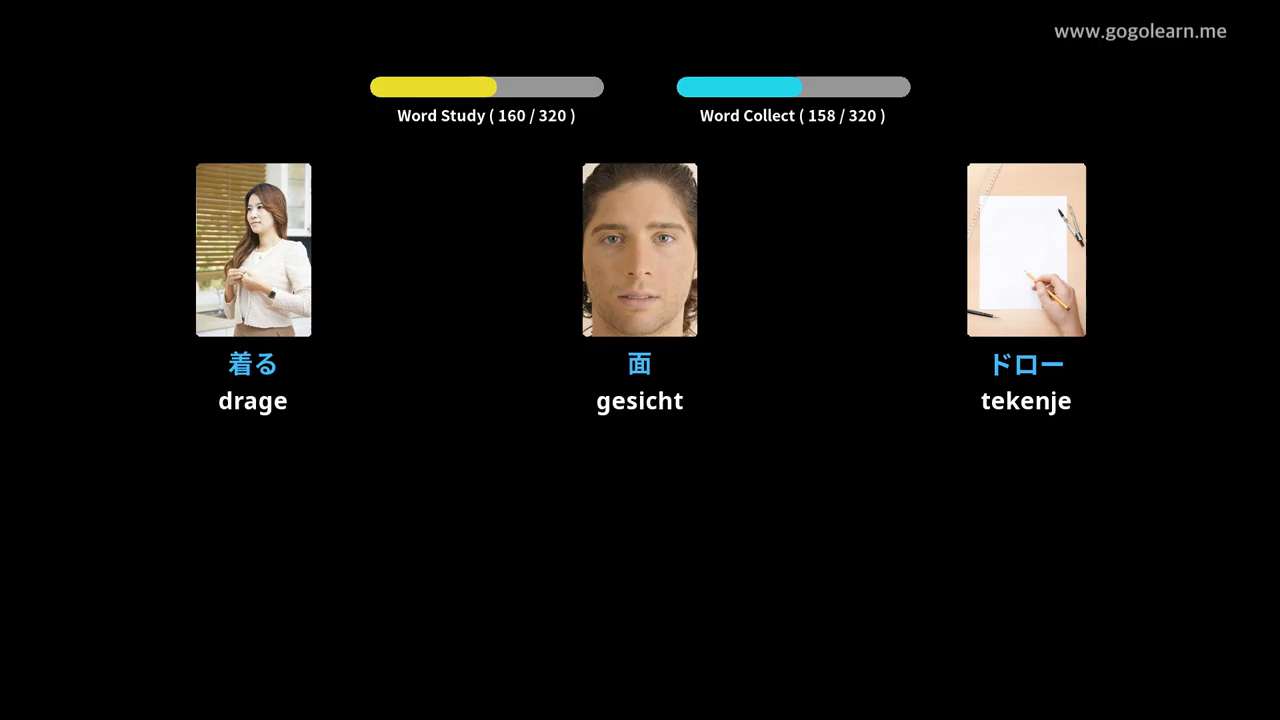 www.gogolearn.me
Word Study ( 160 / 320 )
Word Collect ( 158 / 320 )
着る
面
ドロー
drage
gesicht
tekenje